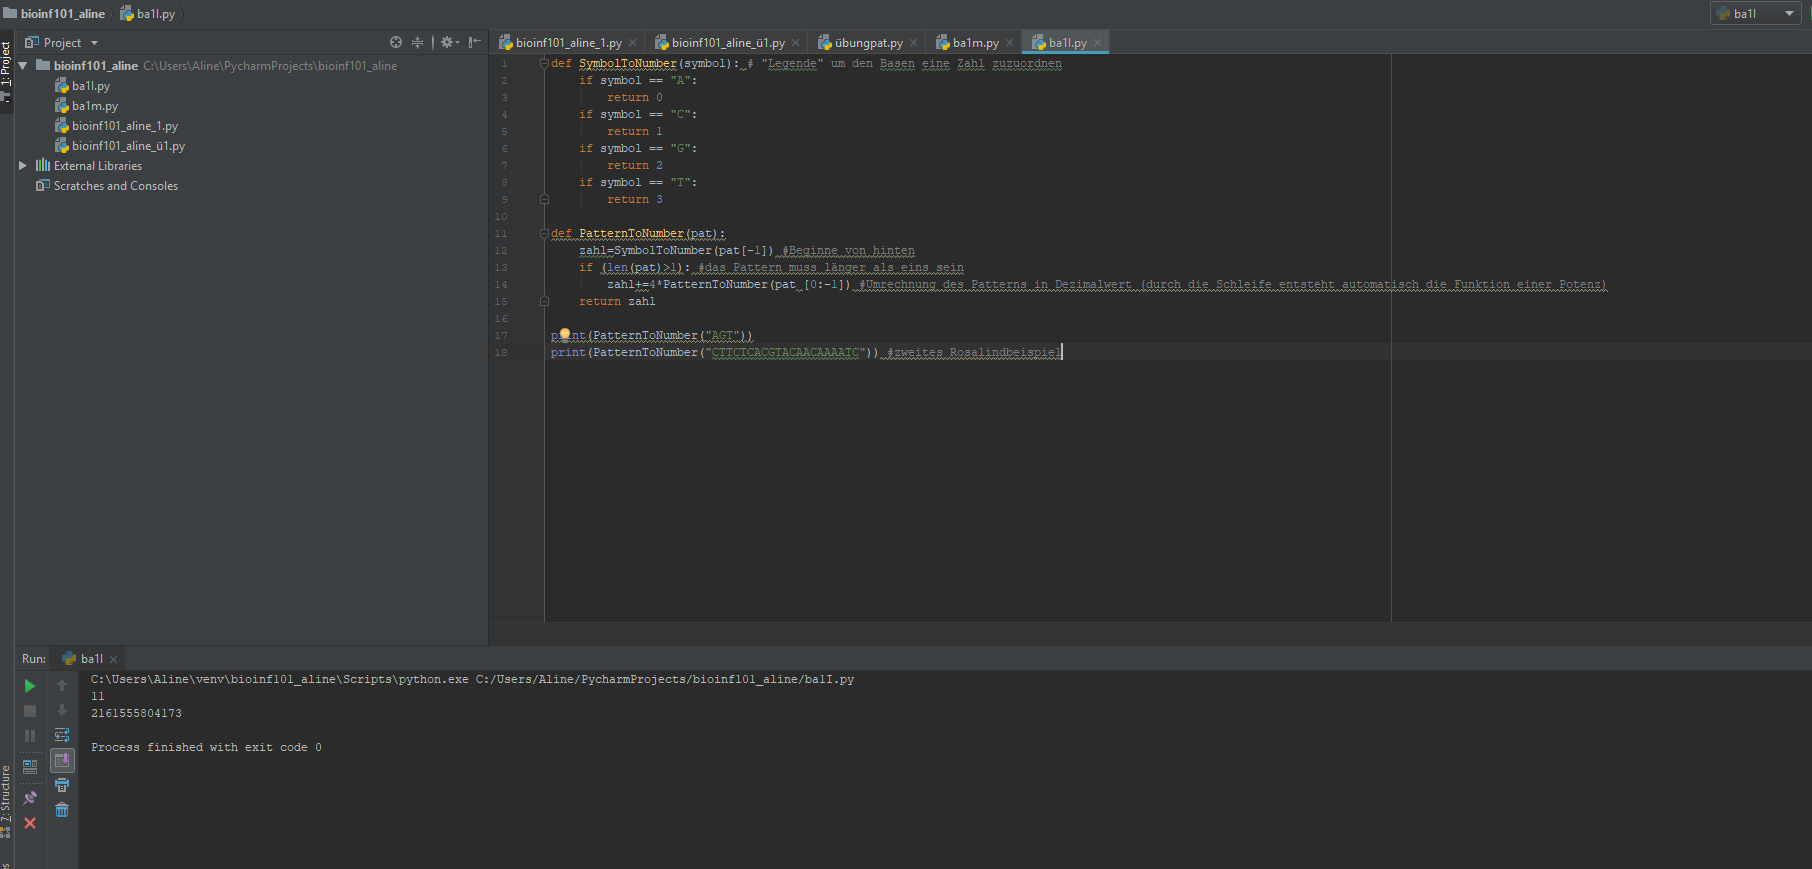 bioinf101_aline ba1l.py ba1l
Project
bioinf101_aline_1.py bioinf101_aline_ü1.py übungpat.py ba1m.py ba1l.py
1: Project
bioinf101_aline C:\Users\Aline\PycharmProjects\bioinf101_aline
ba1l.py
ba1m.py
bioinf101_aline_1.py
bioinf101_aline_ü1.py
External Libraries
Scratches and Consoles
1 def SymbolToNumber(symbol): # "Legende" um den Basen eine Zahl zuzuordnen
2 if symbol == "A":
3 return 0
4 if symbol == "C":
5 return 1
6 if symbol == "G":
7 return 2
8 if symbol == "T":
9 return 3
10
11 def PatternToNumber(pat):
12 zahl=SymbolToNumber(pat[-1]) #Beginne von hinten
13 if (len(pat)>1): #das Pattern muss länger als eins sein
14 zahl+=4*PatternToNumber(pat [0:-1]) #Umrechnung des Patterns in Dezimalwert (durch die Schleife entsteht automatisch die Funktion einer Potenz)
15 return zahl
16
17 print(PatternToNumber("AGT"))
18 print(PatternToNumber("CTTCTCACGTACAACAAAATC")) #zweites Rosalindbeispiel
Run: ba1l
C:\Users\Aline\venv\bioinf101_aline\Scripts\python.exe C:/Users/Aline/PycharmProjects/bioinf101_aline/ba1I.py
11
2161555804173
Process finished with exit code 0
7: Structure